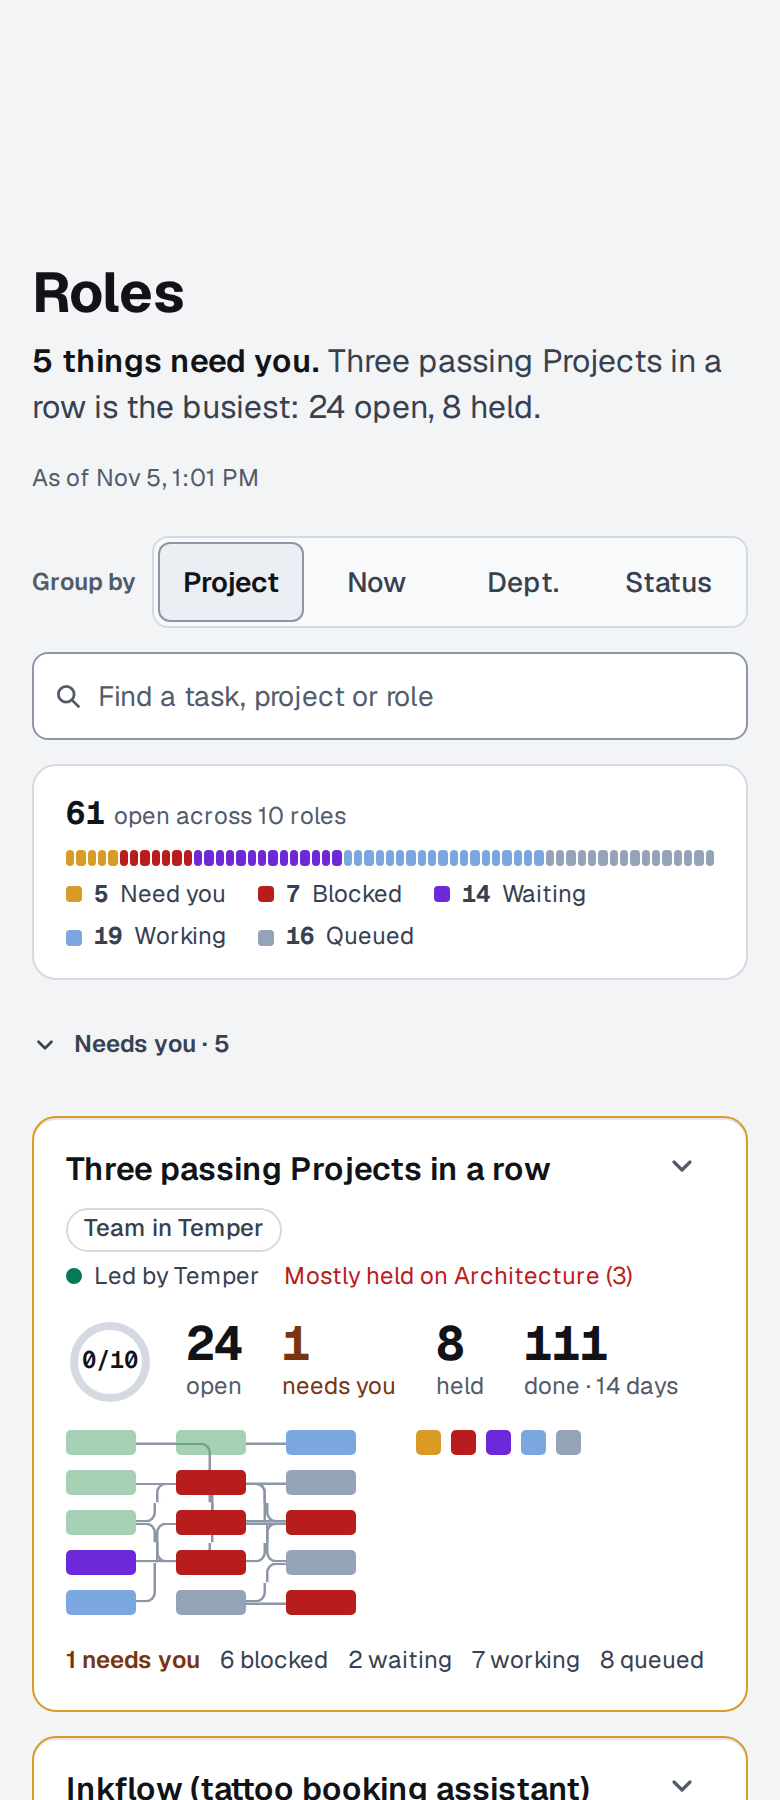 Roles
5 things need you. Three passing Projects in a
row is the busiest: 24 open, 8 held.
As of Nov 5, 1:01 PM
Group by Project Now Dept. Status
Find a task, project or role
61 open across 10 roles
5 Need you 7 Blocked 14 Waiting
19 Working 16 Queued
Needs you · 5
Three passing Projects in a row
Team in Temper
Led by Temper Mostly held on Architecture (3)
0/10 24 1 8 111
open needs you held done · 14 days
1 needs you 6 blocked 2 waiting 7 working 8 queued
Inkflow (tattoo booking assistant)